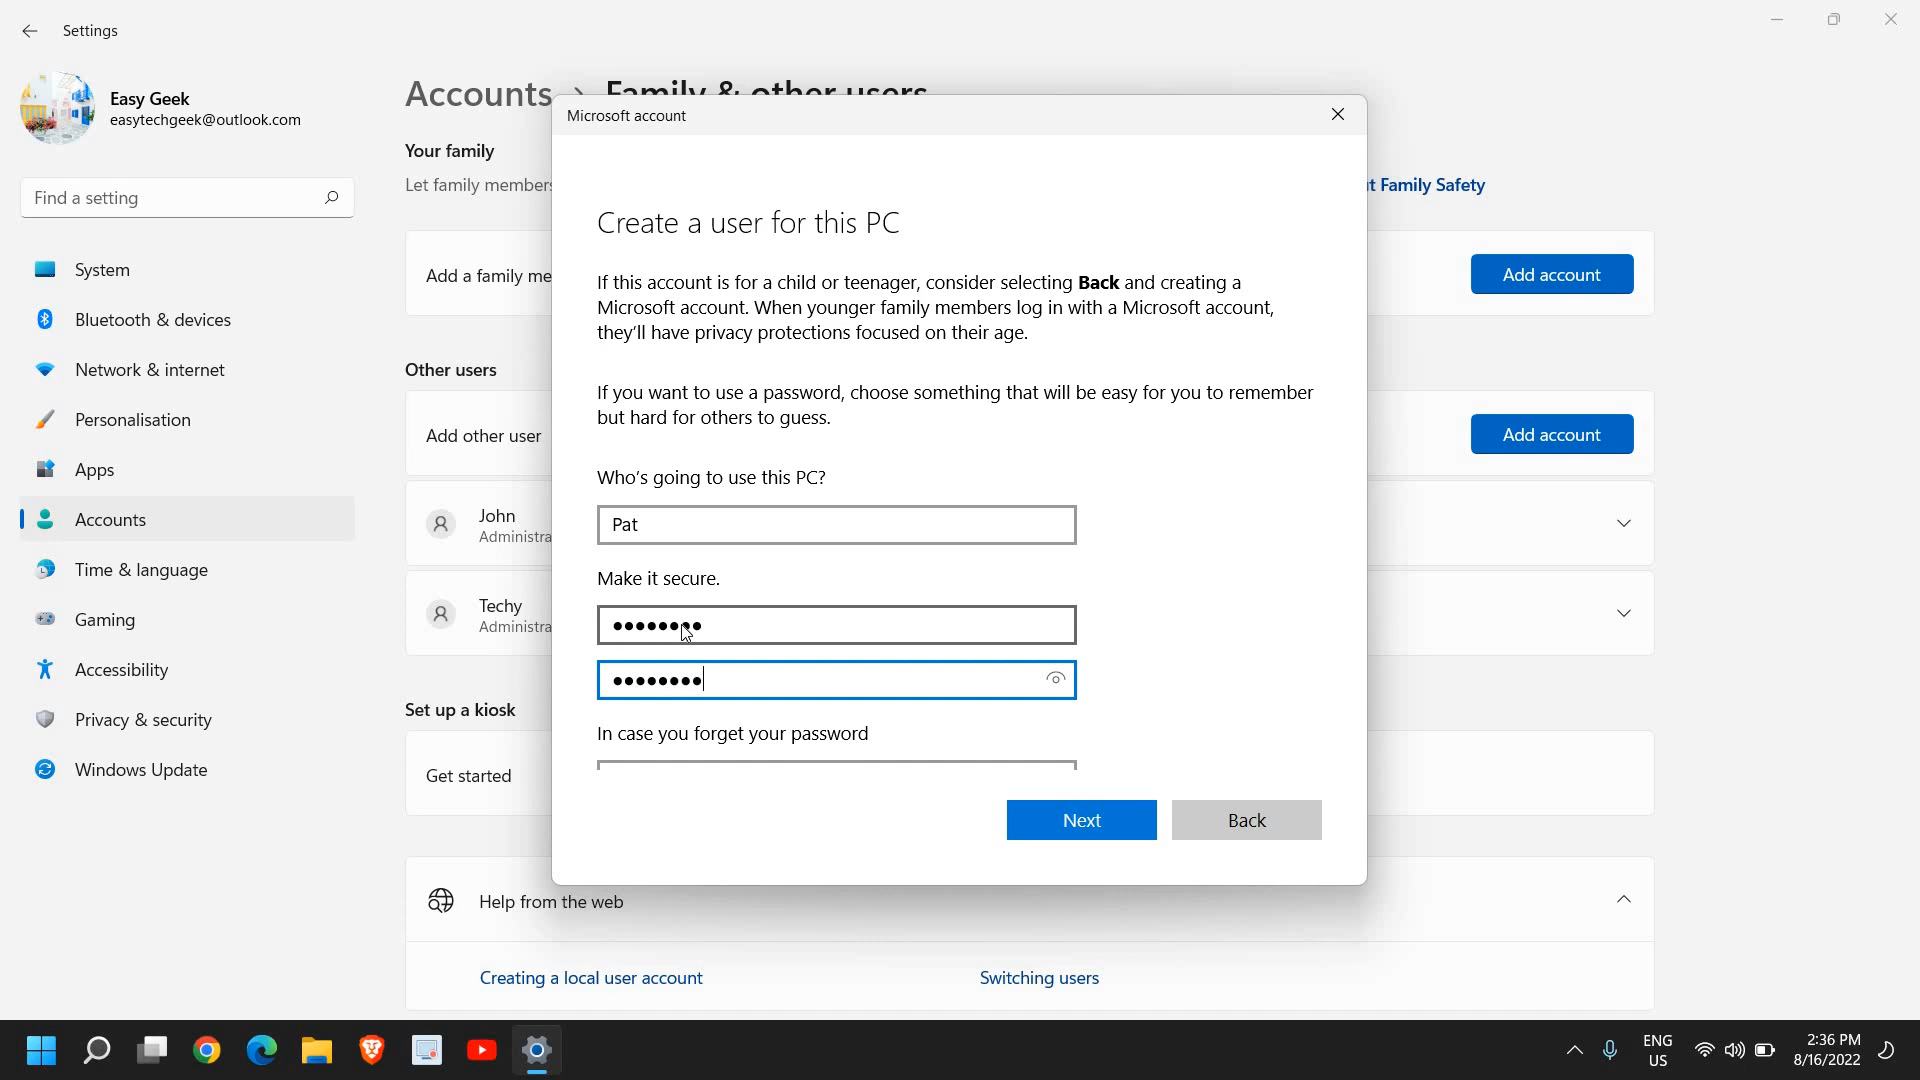 Settings
Easy Geek
easytechgeek@outlook.com
Find a setting
System
Bluetooth & devices
Network & internet
Personalisation
Apps
Accounts
Time & language
Gaming
Accessibility
Privacy & security
Windows Update
Accounts > Family & other users
Your family
Let family members
t Family Safety
Add a family me
Add account
Other users
Add other user
Add account
John
Administra
Techy
Administra
Set up a kiosk
Get started
Help from the web
Creating a local user account
Switching users
Microsoft account
Create a user for this PC
If this account is for a child or teenager, consider selecting Back and creating a
Microsoft account. When younger family members log in with a Microsoft account,
they'll have privacy protections focused on their age.
If you want to use a password, choose something that will be easy for you to remember
but hard for others to guess.
Who's going to use this PC?
Pat
Make it secure.
••••••••
••••••••
In case you forget your password
Next
Back
ENG
US
2:36 PM
8/16/2022